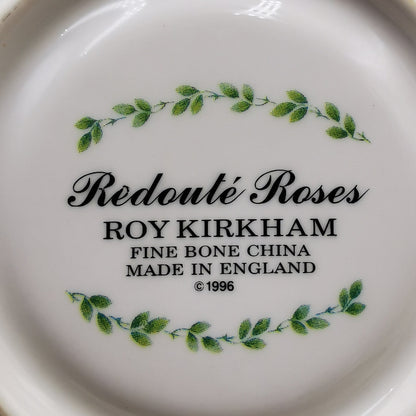 Redouté Roses
ROY KIRKHAM
FINE BONE CHINA
MADE IN ENGLAND
©1996